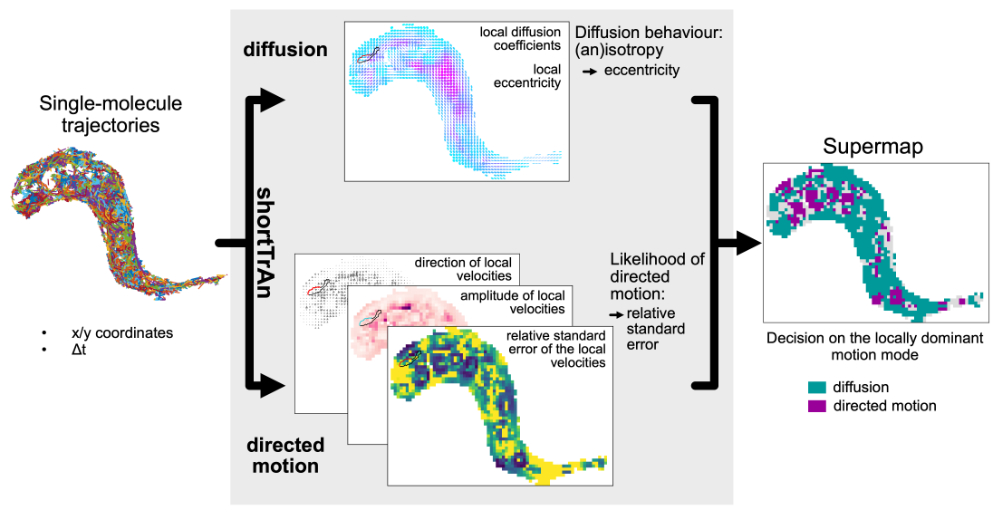 Single-molecule
trajectories
• x/y coordinates
• Δt
shortTrAn
diffusion
local diffusion
coefficients
local
eccentricity
Diffusion behaviour:
(an)isotropy
→ eccentricity
directed
motion
direction of local
velocities
amplitude of local
velocities
relative standard
error of the local
velocities
Likelihood of
directed
motion:
→ relative
standard
error
Supermap
Decision on the locally dominant
motion mode
diffusion
directed motion